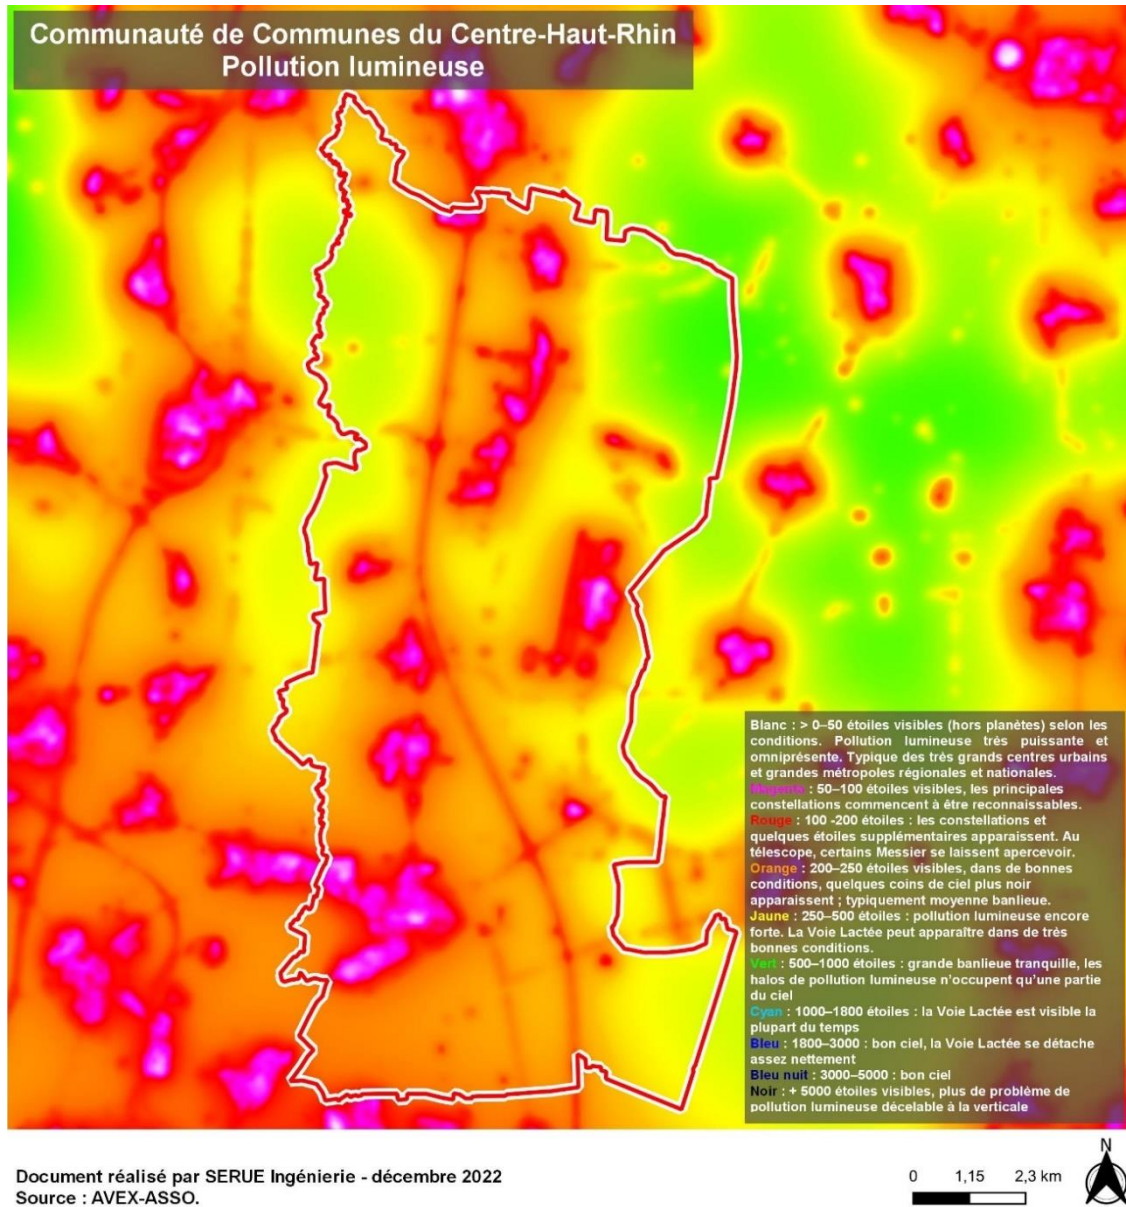 Communauté de Communes du Centre-Haut-Rhin
Pollution lumineuse
Blanc : > 0–50 étoiles visibles (hors planètes) selon les
conditions. Pollution lumineuse très puissante et
omniprésente. Typique des très grands centres urbains
et grandes métropoles régionales et nationales.
Magenta : 50–100 étoiles visibles, les principales
constellations commencent à être reconnaissables.
Rouge : 100 -200 étoiles : les constellations et
quelques étoiles supplémentaires apparaissent. Au
télescope, certains Messier se laissent apercevoir.
Orange : 200–250 étoiles visibles, dans de bonnes
conditions, quelques coins de ciel plus noir
apparaissent ; typiquement moyenne banlieue.
Jaune : 250–500 étoiles : pollution lumineuse encore
forte. La Voie Lactée peut apparaître dans de très
bonnes conditions.
Vert : 500–1000 étoiles : grande banlieue tranquille, les
halos de pollution lumineuse n'occupent qu'une partie
du ciel
Cyan : 1000–1800 étoiles : la Voie Lactée est visible la
plupart du temps
Bleu : 1800–3000 : bon ciel, la Voie Lactée se détache
assez nettement
Bleu nuit : 3000–5000 : bon ciel
Noir : + 5000 étoiles visibles, plus de problème de
pollution lumineuse décelable à la verticale
Document réalisé par SERUE Ingénierie - décembre 2022
Source : AVEX-ASSO.
0 1,15 2,3 km
N